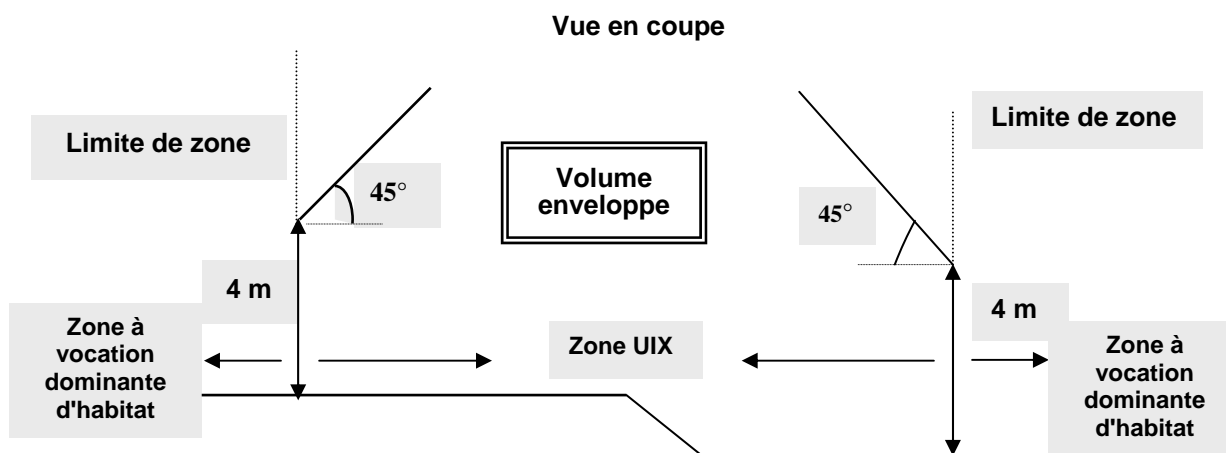 Vue en coupe
Limite de zone
Limite de zone
45°
Volume
enveloppe
45°
4 m
4 m
Zone à
vocation
dominante
d'habitat
Zone UIX
Zone à
vocation
dominante
d'habitat